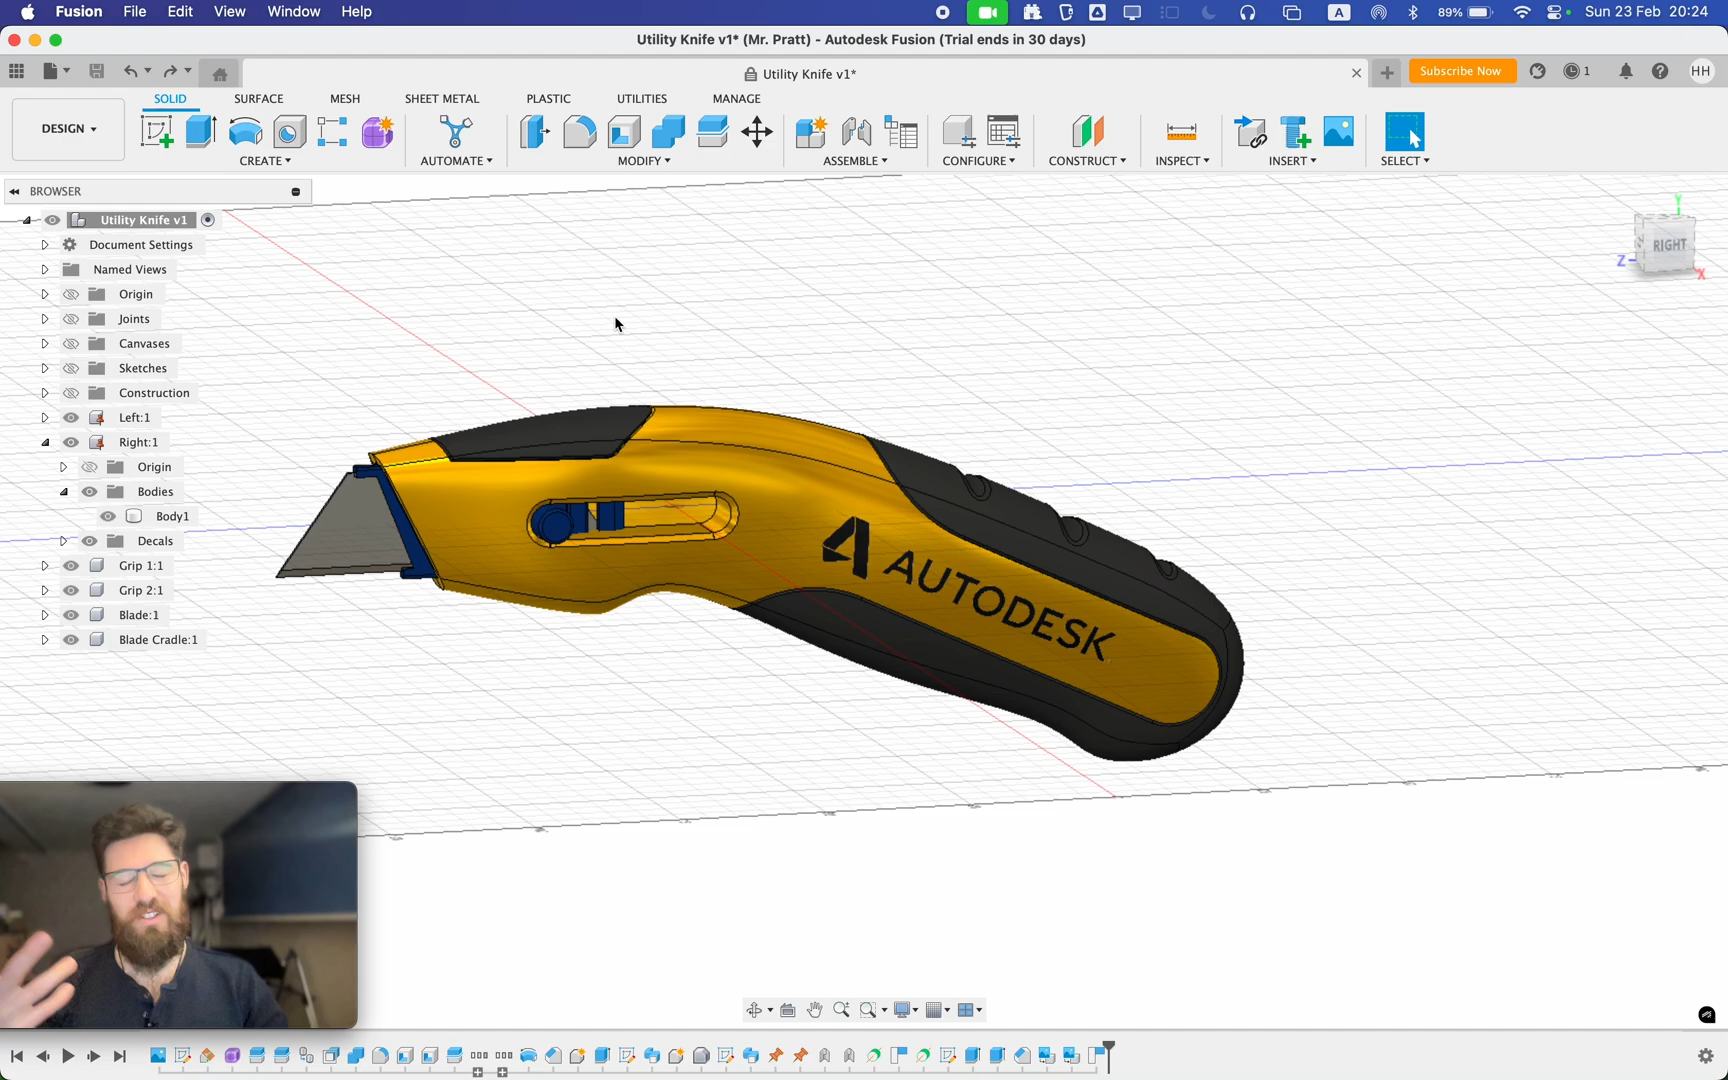 Fusion File Edit View Window Help
A 89% Sun 23 Feb 20:24
Utility Knife v1* (Mr. Pratt) - Autodesk Fusion (Trial ends in 30 days)
Utility Knife v1*
Subscribe Now
1
HH
SOLID SURFACE MESH SHEET METAL PLASTIC UTILITIES MANAGE
DESIGN
CREATE AUTOMATE MODIFY ASSEMBLE CONFIGURE CONSTRUCT INSPECT INSERT SELECT
BROWSER
Utility Knife v1
Document Settings
Named Views
Origin
Joints
Canvases
Sketches
Construction
Left:1
Right:1
Origin
Bodies
Body1
Decals
Grip 1:1
Grip 2:1
Blade:1
Blade Cradle:1
Y
RIGHT
Z
X
AUTODESK